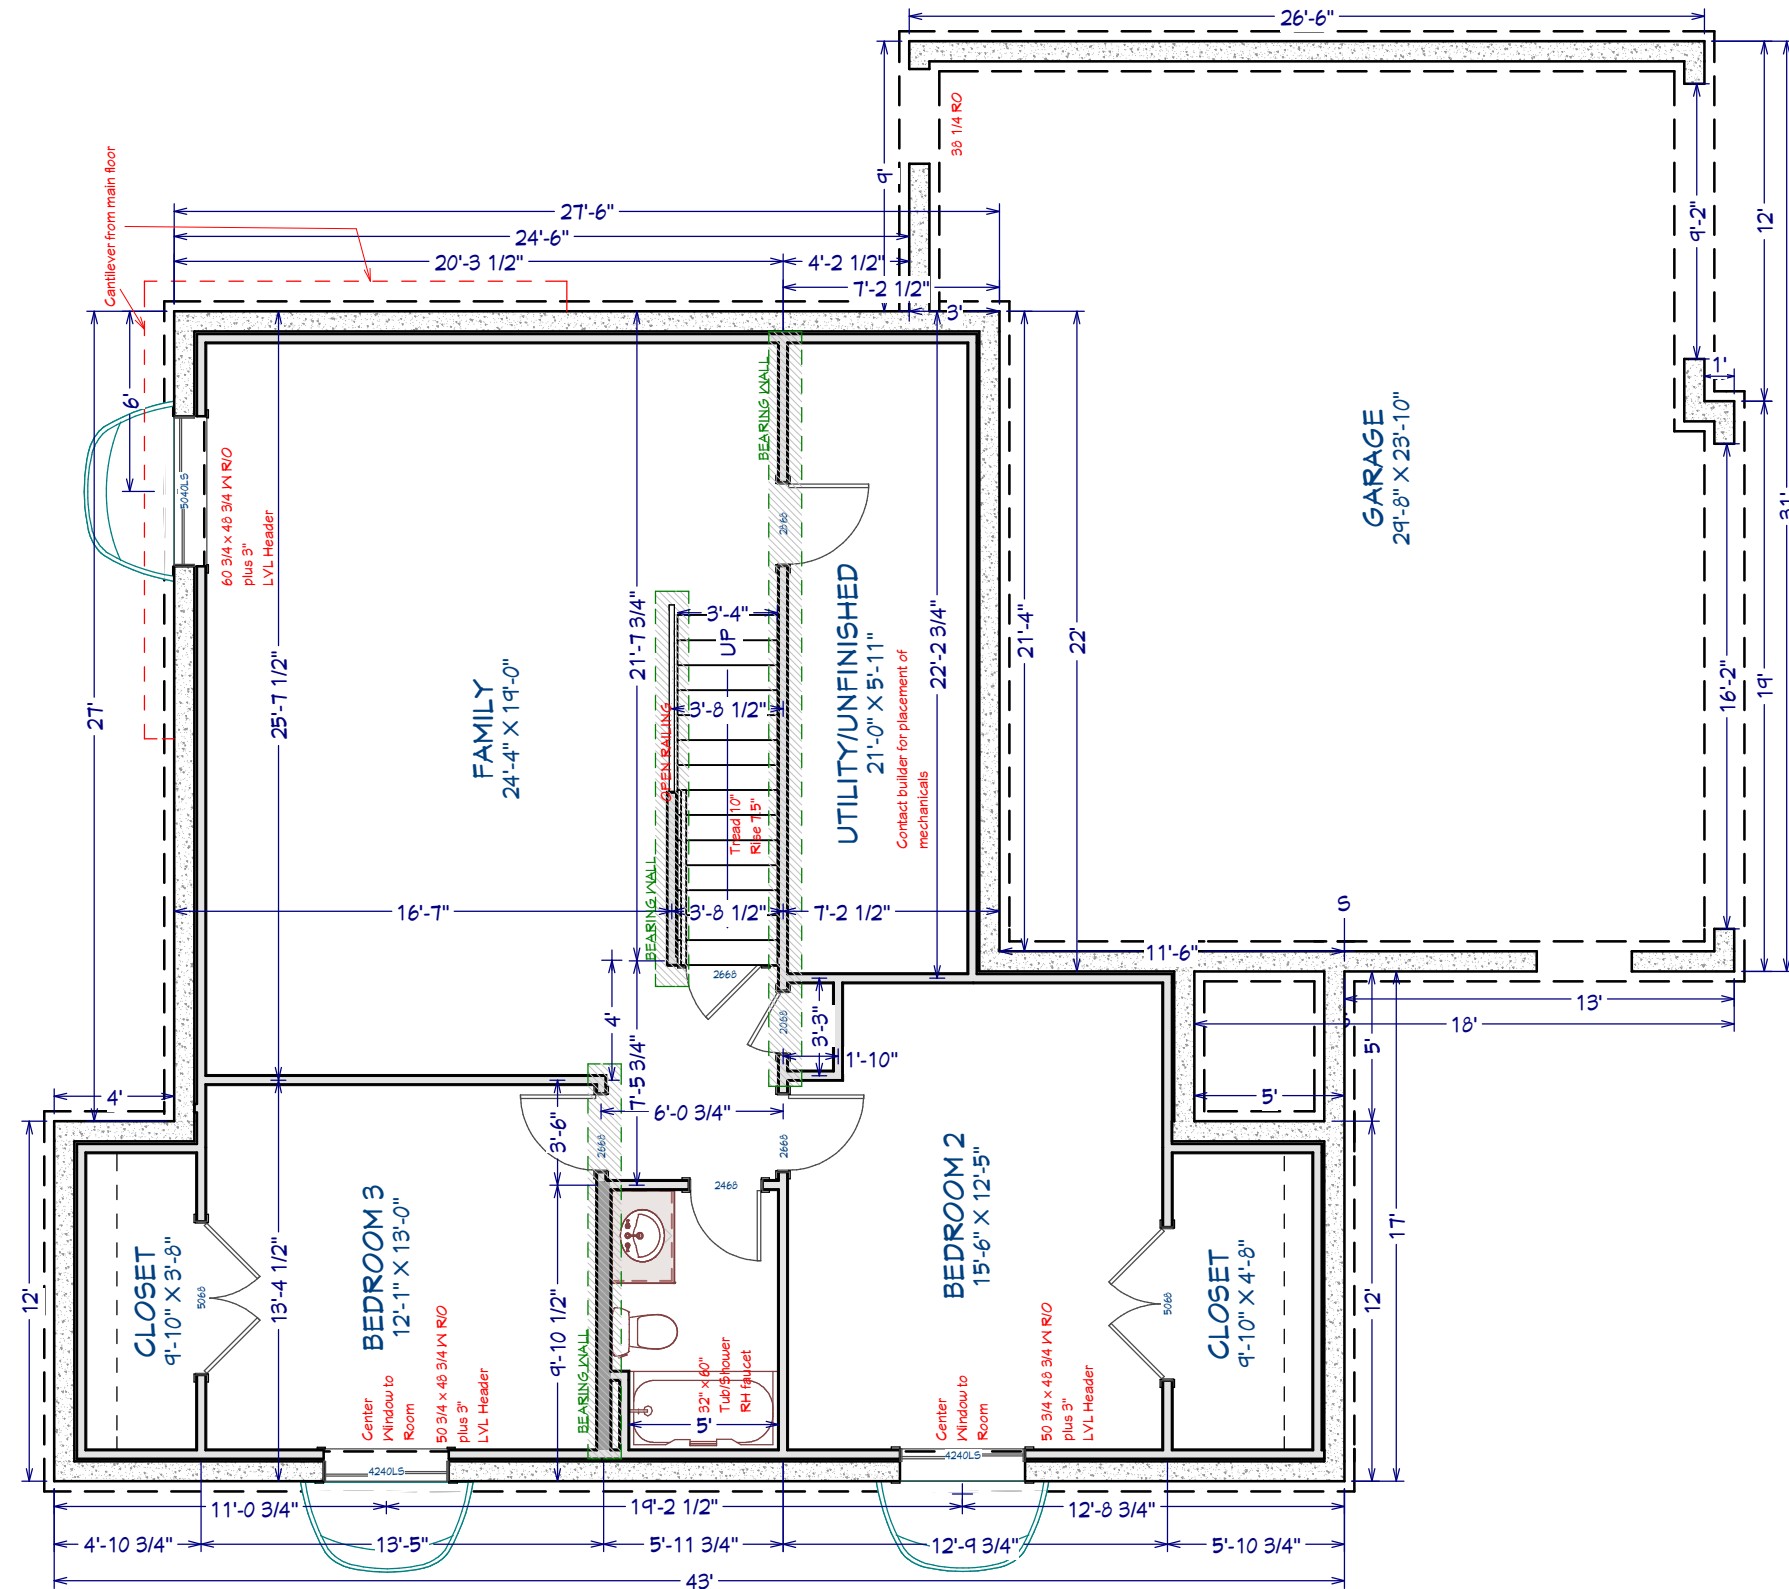 26'-6"
38 1/4 RO
9'
12'
9'-2"
1'
31'
Cantilever from main floor
27'-6"
24'-6"
20'-3 1/2"
4'-2 1/2"
7'-2 1/2"
3'
6'
5040LS
60 3/4 x 48 3/4 W R/O
plus 3"
LVL Header
BEARING WALL
2868
GARAGE
29'-8" X 23'-10"
27'
25'-7 1/2"
FAMILY
24'-4" X 19'-0"
21'-7 3/4"
3'-4"
UP
3'-8 1/2"
OPEN RAILING
Tread 10"
Rise 7.5"
BEARING WALL
UTILITY/UNFINISHED
21'-0" X 5'-11"
Contact builder for placement of
mechanicals
22'-2 3/4"
21'-4"
22'
16'-2"
19'
16'-7"
3'-8 1/2"
7'-2 1/2"
S
11'-6"
2668
2068
4'
3'-3"
1'-10"
7'-5 3/4"
6'-0 3/4"
13'
18'
5'
5'
4'
3'-6"
2668
2668
2468
12'
CLOSET
9'-10" X 3'-8"
5068
13'-4 1/2"
BEDROOM 3
12'-1" X 13'-0"
Center
Window to
Room
50 3/4 x 48 3/4 W R/O
plus 3"
LVL Header
9'-10 1/2"
BEARING WALL
32" x 60"
Tub/Shower
RH faucet
5'
BEDROOM 2
15'-6" X 12'-5"
Center
Window to
Room
50 3/4 x 48 3/4 W R/O
plus 3"
LVL Header
5068
CLOSET
9'-10" X 4'-8"
12'
17'
4240LS
4240LS
11'-0 3/4"
19'-2 1/2"
12'-8 3/4"
4'-10 3/4"
13'-5"
5'-11 3/4"
12'-9 3/4"
5'-10 3/4"
43'